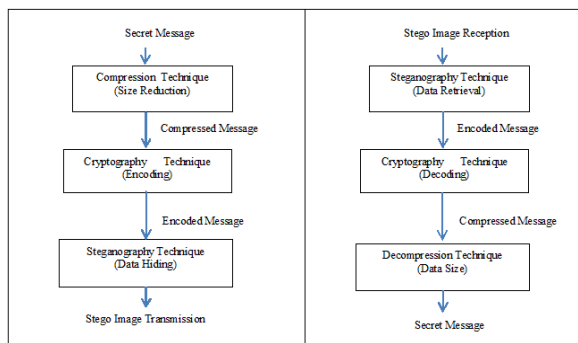 Secret Message
Compression Technique
(Size Reduction)
Compressed Message
Cryptography Technique
(Encoding)
Encoded Message
Steganography Technique
(Data Hiding)
Stego Image Transmission
Stego Image Reception
Steganography Technique
(Data Retrieval)
Encoded Message
Cryptography Technique
(Decoding)
Compressed Message
Decompression Technique
(Data Size)
Secret Message